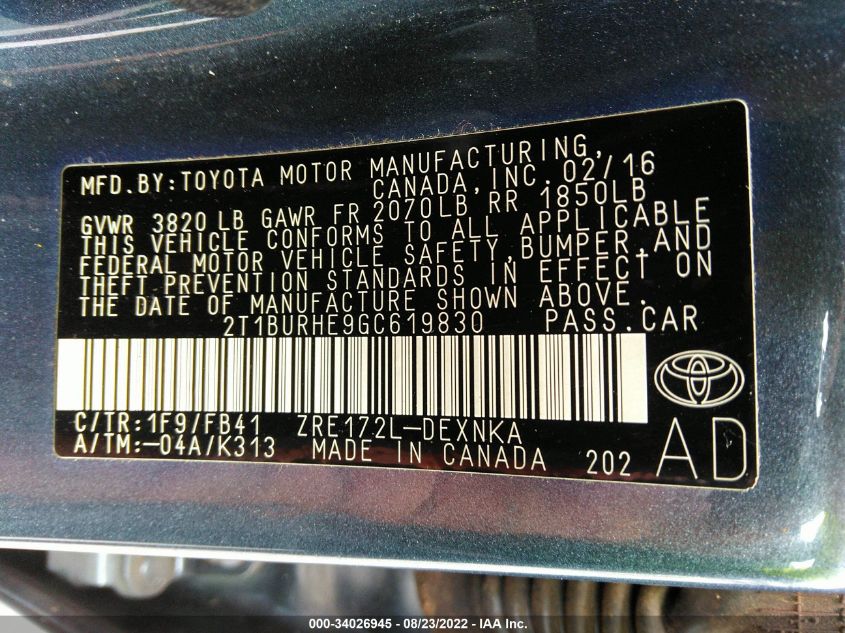 MFD.BY:TOYOTA MOTOR MANUFACTURING,
CANADA,INC. 02/16
GVWR 3820 LB GAWR FR 2070LB RR 1850LB
THIS VEHICLE CONFORMS TO ALL APPLICABLE
FEDERAL MOTOR VEHICLE SAFETY,BUMPER,AND
THEFT PREVENTION STANDARDS IN EFFECT ON
THE DATE OF MANUFACTURE SHOWN ABOVE.
2T1BURHE9GC619830 PASS.CAR
C/TR:1F9/FB41 ZRE172L-DEXNKA
A/TM:-04A/K313 MADE IN CANADA 202 AD
000-34026945 - 08/23/2022 - IAA Inc.